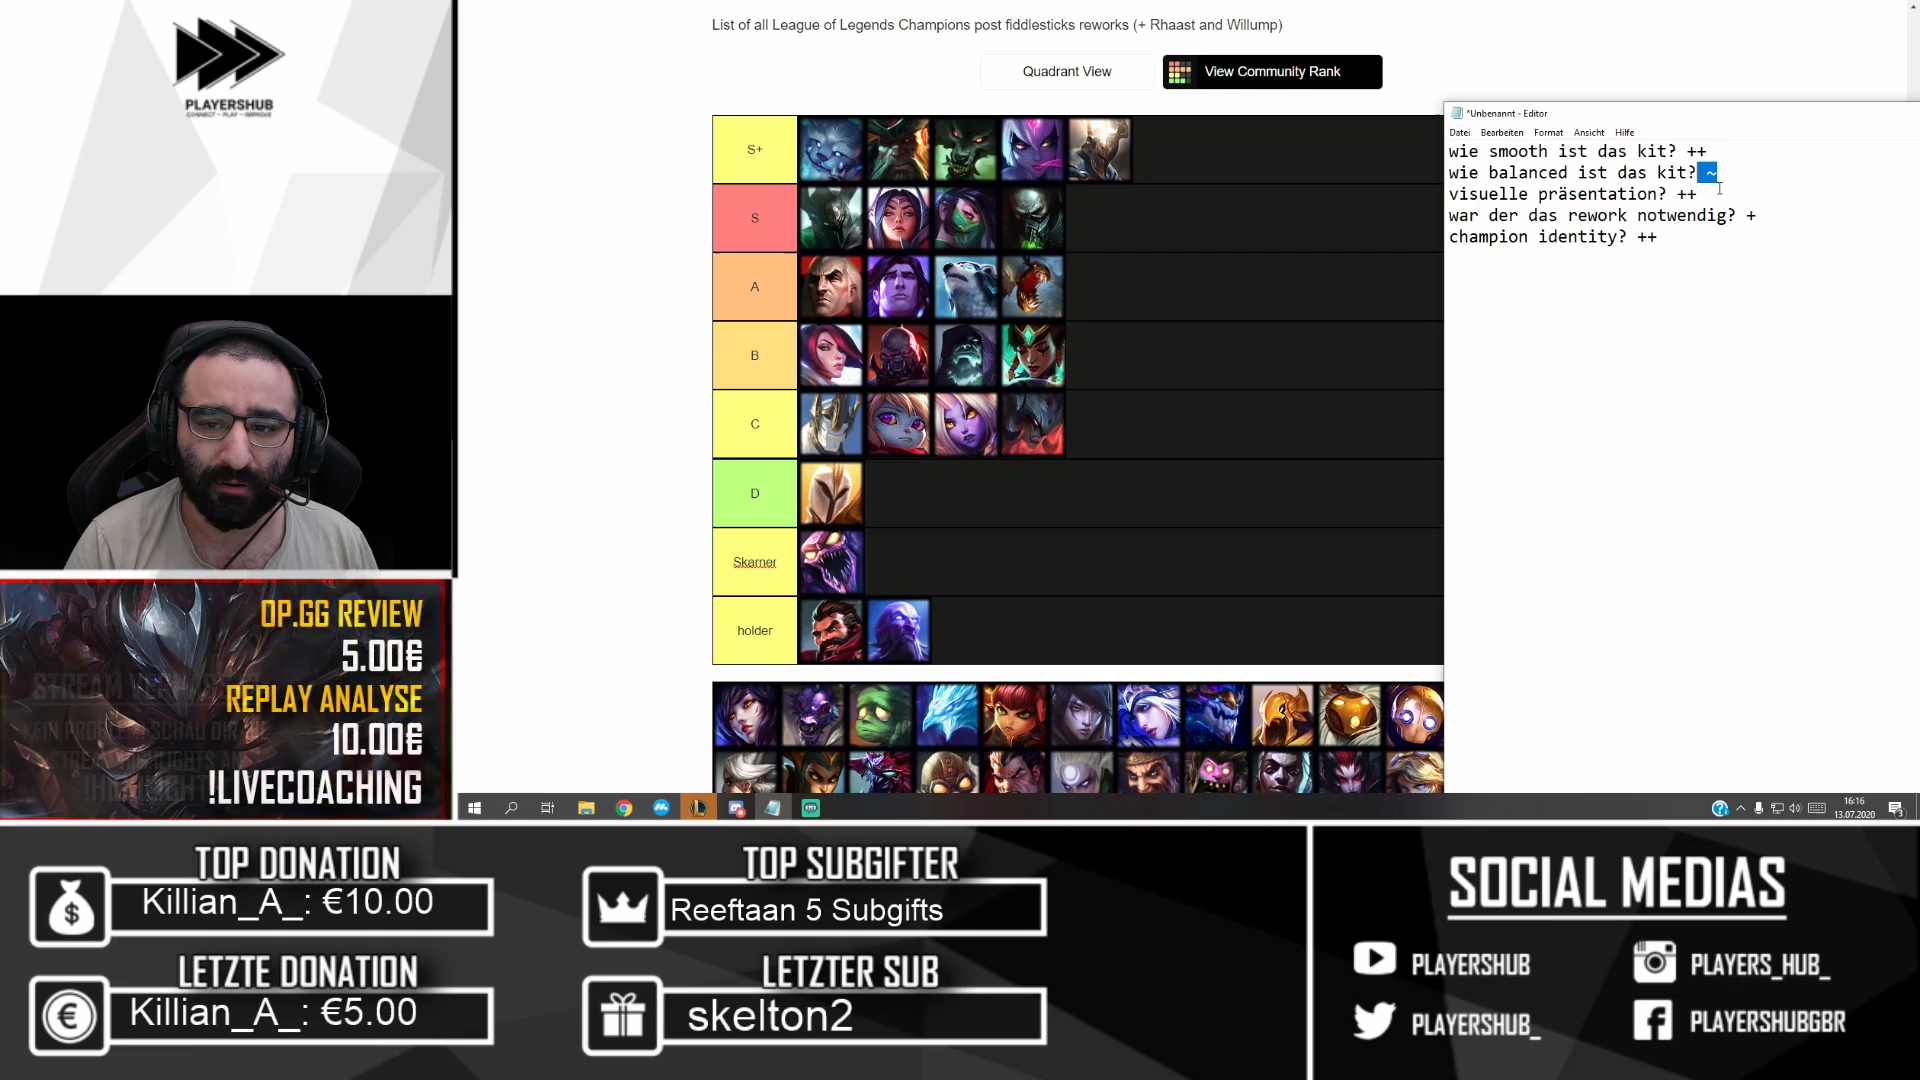 PLAYERSHUB
CONNECT - PLAY - IMPROVE
List of all League of Legends Champions post fiddlesticks reworks (+ Rhaast and Willump)
Quadrant View
View Community Rank
S+
S
A
B
C
D
Skarner
holder
*Unbenannt - Editor
Datei Bearbeiten Format Ansicht Hilfe
wie smooth ist das kit? ++
wie balanced ist das kit? ~
visuelle präsentation? ++
war der das rework notwendig? +
champion identity? ++
OP.GG REVIEW
5.00€
REPLAY ANALYSE
10.00€
!LIVECOACHING
16:16
13.07.2020
TOP DONATION
Killian_A_: €10.00
LETZTE DONATION
Killian_A_: €5.00
TOP SUBGIFTER
Reeftaan 5 Subgifts
LETZTER SUB
skelton2
SOCIAL MEDIAS
PLAYERSHUB
PLAYERS_HUB_
PLAYERSHUB_
PLAYERSHUBGBR